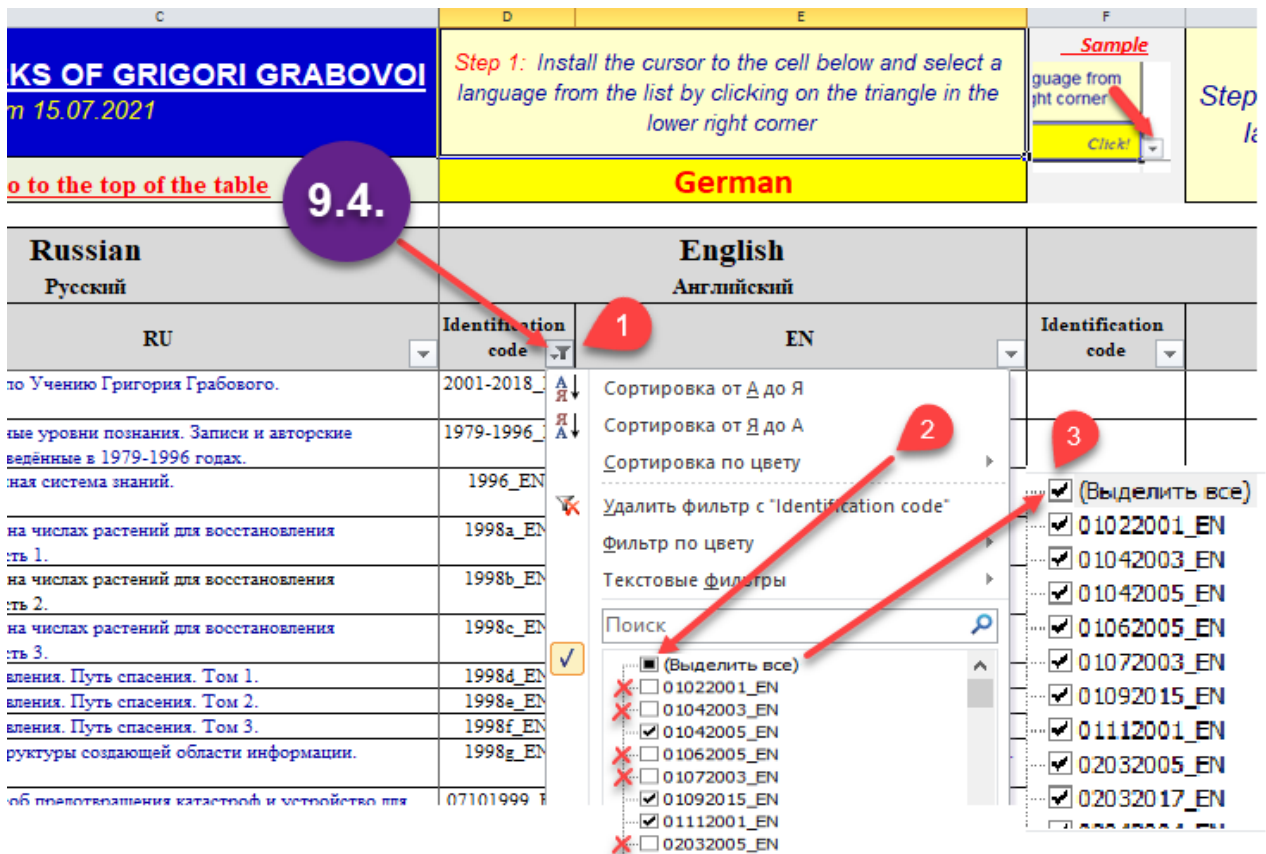 C
D
E
F
KS OF GRIGORI GRABOVOI
m 15.07.2021
Step 1: Install the cursor to the cell below and select a
language from the list by clicking on the triangle in the
lower right corner
Sample
guage from
ght corner
Click!
Step
la
o to the top of the table
9.4.
German
Russian
Русский
English
Английский
RU
Identification
code
1
EN
Identification
code
по Учению Григория Грабового.
2001-2018_
ные уровни познания. Записи и авторские
ведённые в 1979-1996 годах.
1979-1996_
ная система знаний.
1996_EN
на числах растений для восстановления
сть 1.
1998a_EN
на числах растений для восстановления
сть 2.
1998b_EN
на числах растений для восстановления
сть 3.
1998c_EN
вления. Путь спасения. Том 1.
1998d_EN
вления. Путь спасения. Том 2.
1998e_EN
вления. Путь спасения. Том 3.
1998f_EN
руктуры создающей области информации.
1998g_EN
соб предотвращения катастроф и устройство для
07101999_
Сортировка от А до Я
Сортировка от Я до А
Сортировка по цвету
Удалить фильтр с "Identification code"
Фильтр по цвету
Текстовые фильтры
Поиск
2
(Выделить все)
01022001_EN
01042003_EN
01042005_EN
01062005_EN
01072003_EN
01092015_EN
01112001_EN
02032005_EN
3
(Выделить все)
01022001_EN
01042003_EN
01042005_EN
01062005_EN
01072003_EN
01092015_EN
01112001_EN
02032005_EN
02032017_EN